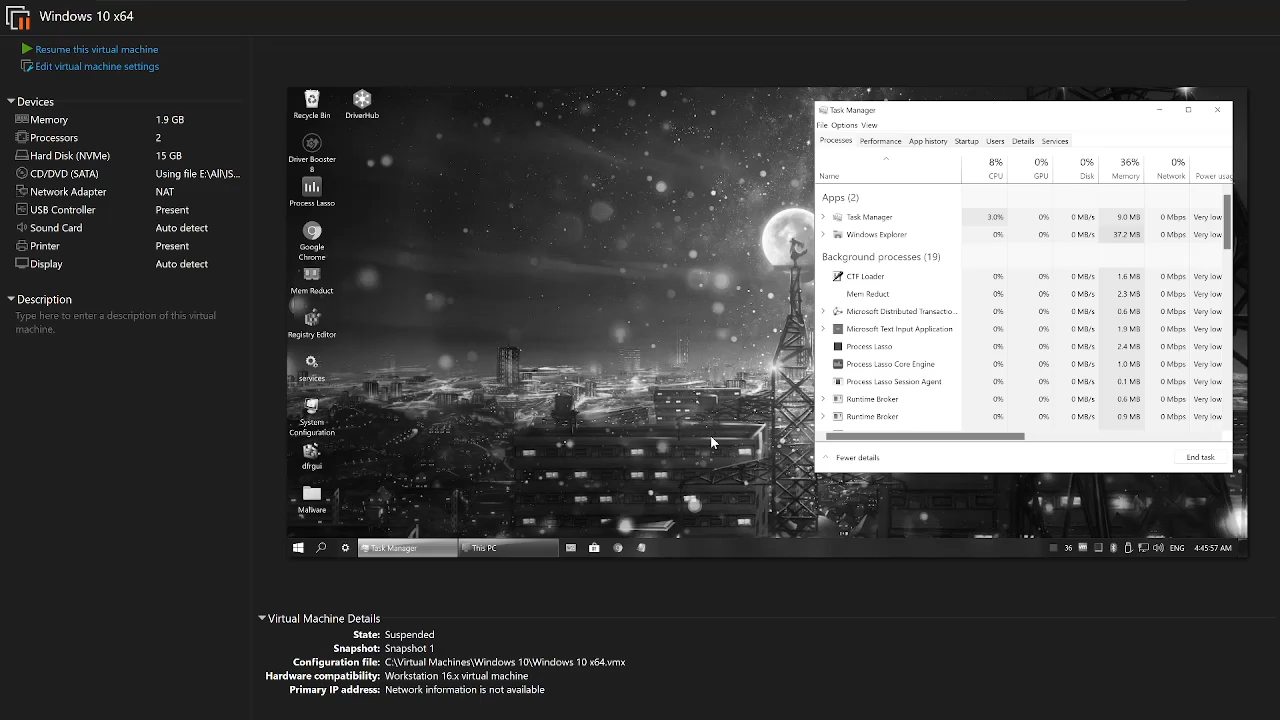 Windows 10 x64
Resume this virtual machine
Edit virtual machine settings
Devices
Memory 1.9 GB
Processors 2
Hard Disk (NVMe) 15 GB
CD/DVD (SATA) Using file E:\All\IS...
Network Adapter NAT
USB Controller Present
Sound Card Auto detect
Printer Present
Display Auto detect
Description
Type here to enter a description of this virtual
machine.
Recycle Bin
DriverHub
Driver Booster
8
Process Lasso
Google
Chrome
Mem Reduct
Registry Editor
services
System
Configuration
dfrgui
Malware
Task Manager
File Options View
Processes Performance App history Startup Users Details Services
8% 0% 0% 36% 0%
Name CPU GPU Disk Memory Network Power usag
Apps (2)
Task Manager 3.0% 0% 0 MB/s 9.0 MB 0 Mbps Very low
Windows Explorer 0% 0% 0 MB/s 37.2 MB 0 Mbps Very low
Background processes (19)
CTF Loader 0% 0% 0 MB/s 1.6 MB 0 Mbps Very low
Mem Reduct 0% 0% 0 MB/s 2.3 MB 0 Mbps Very low
Microsoft Distributed Transactio... 0% 0% 0 MB/s 0.6 MB 0 Mbps Very low
Microsoft Text Input Application 0% 0% 0 MB/s 1.9 MB 0 Mbps Very low
Process Lasso 0% 0% 0 MB/s 2.4 MB 0 Mbps Very low
Process Lasso Core Engine 0% 0% 0 MB/s 1.0 MB 0 Mbps Very low
Process Lasso Session Agent 0% 0% 0 MB/s 0.1 MB 0 Mbps Very low
Runtime Broker 0% 0% 0 MB/s 0.6 MB 0 Mbps Very low
Runtime Broker 0% 0% 0 MB/s 0.9 MB 0 Mbps Very low
Fewer details
End task
Task Manager
This PC
36
ENG
4:45:57 AM
Virtual Machine Details
State: Suspended
Snapshot: Snapshot 1
Configuration file: C:\Virtual Machines\Windows 10\Windows 10 x64.vmx
Hardware compatibility: Workstation 16.x virtual machine
Primary IP address: Network information is not available